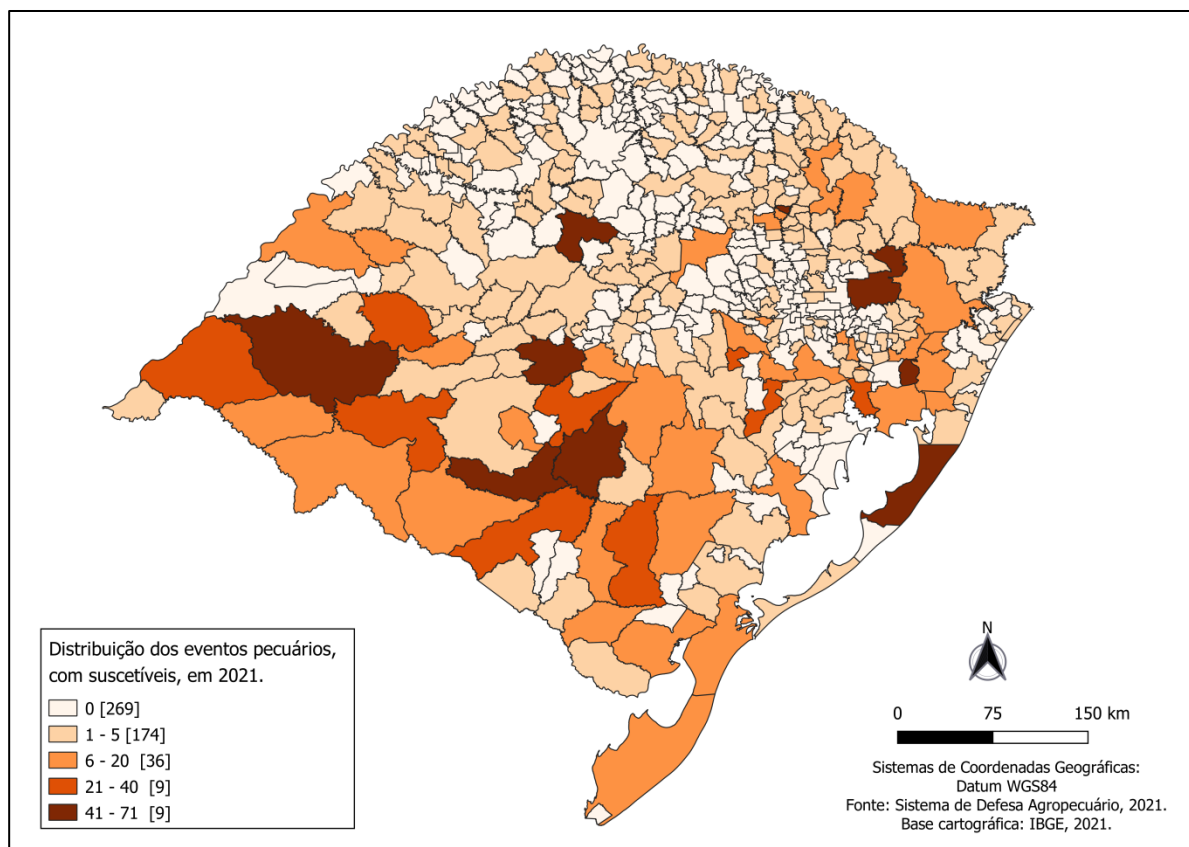 Distribuição dos eventos pecuários,
com suscetíveis, em 2021.
0 [269]
1 - 5 [174]
6 - 20 [36]
21 - 40 [9]
41 - 71 [9]
N
0 75 150 km
Sistemas de Coordenadas Geográficas:
Datum WGS84
Fonte: Sistema de Defesa Agropecuário, 2021.
Base cartográfica: IBGE, 2021.